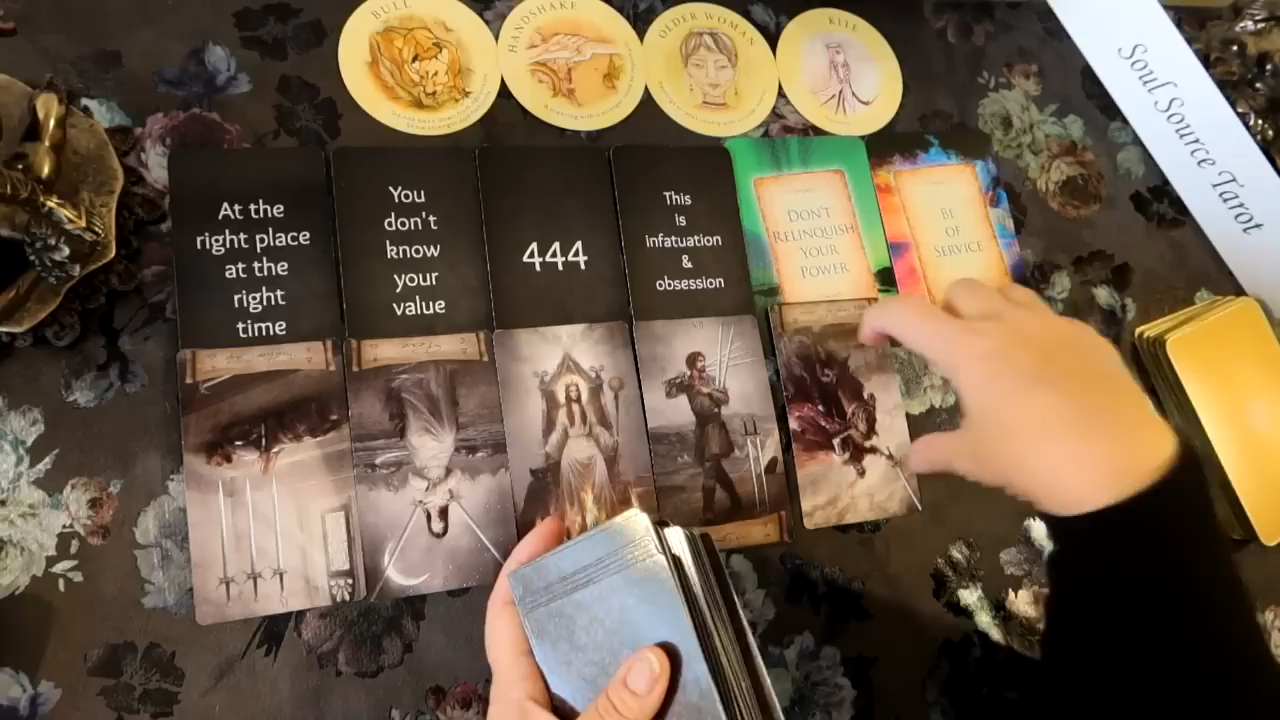 BULL
HANDSHAKE
OLDER WOMAN
KITE
Soul Source Tarot
At the
right place
at the
right
time
You
don't
know
your
value
444
This
is
infatuation
&
obsession
DON'T
RELINQUISH
YOUR
POWER
BE
OF
SERVICE